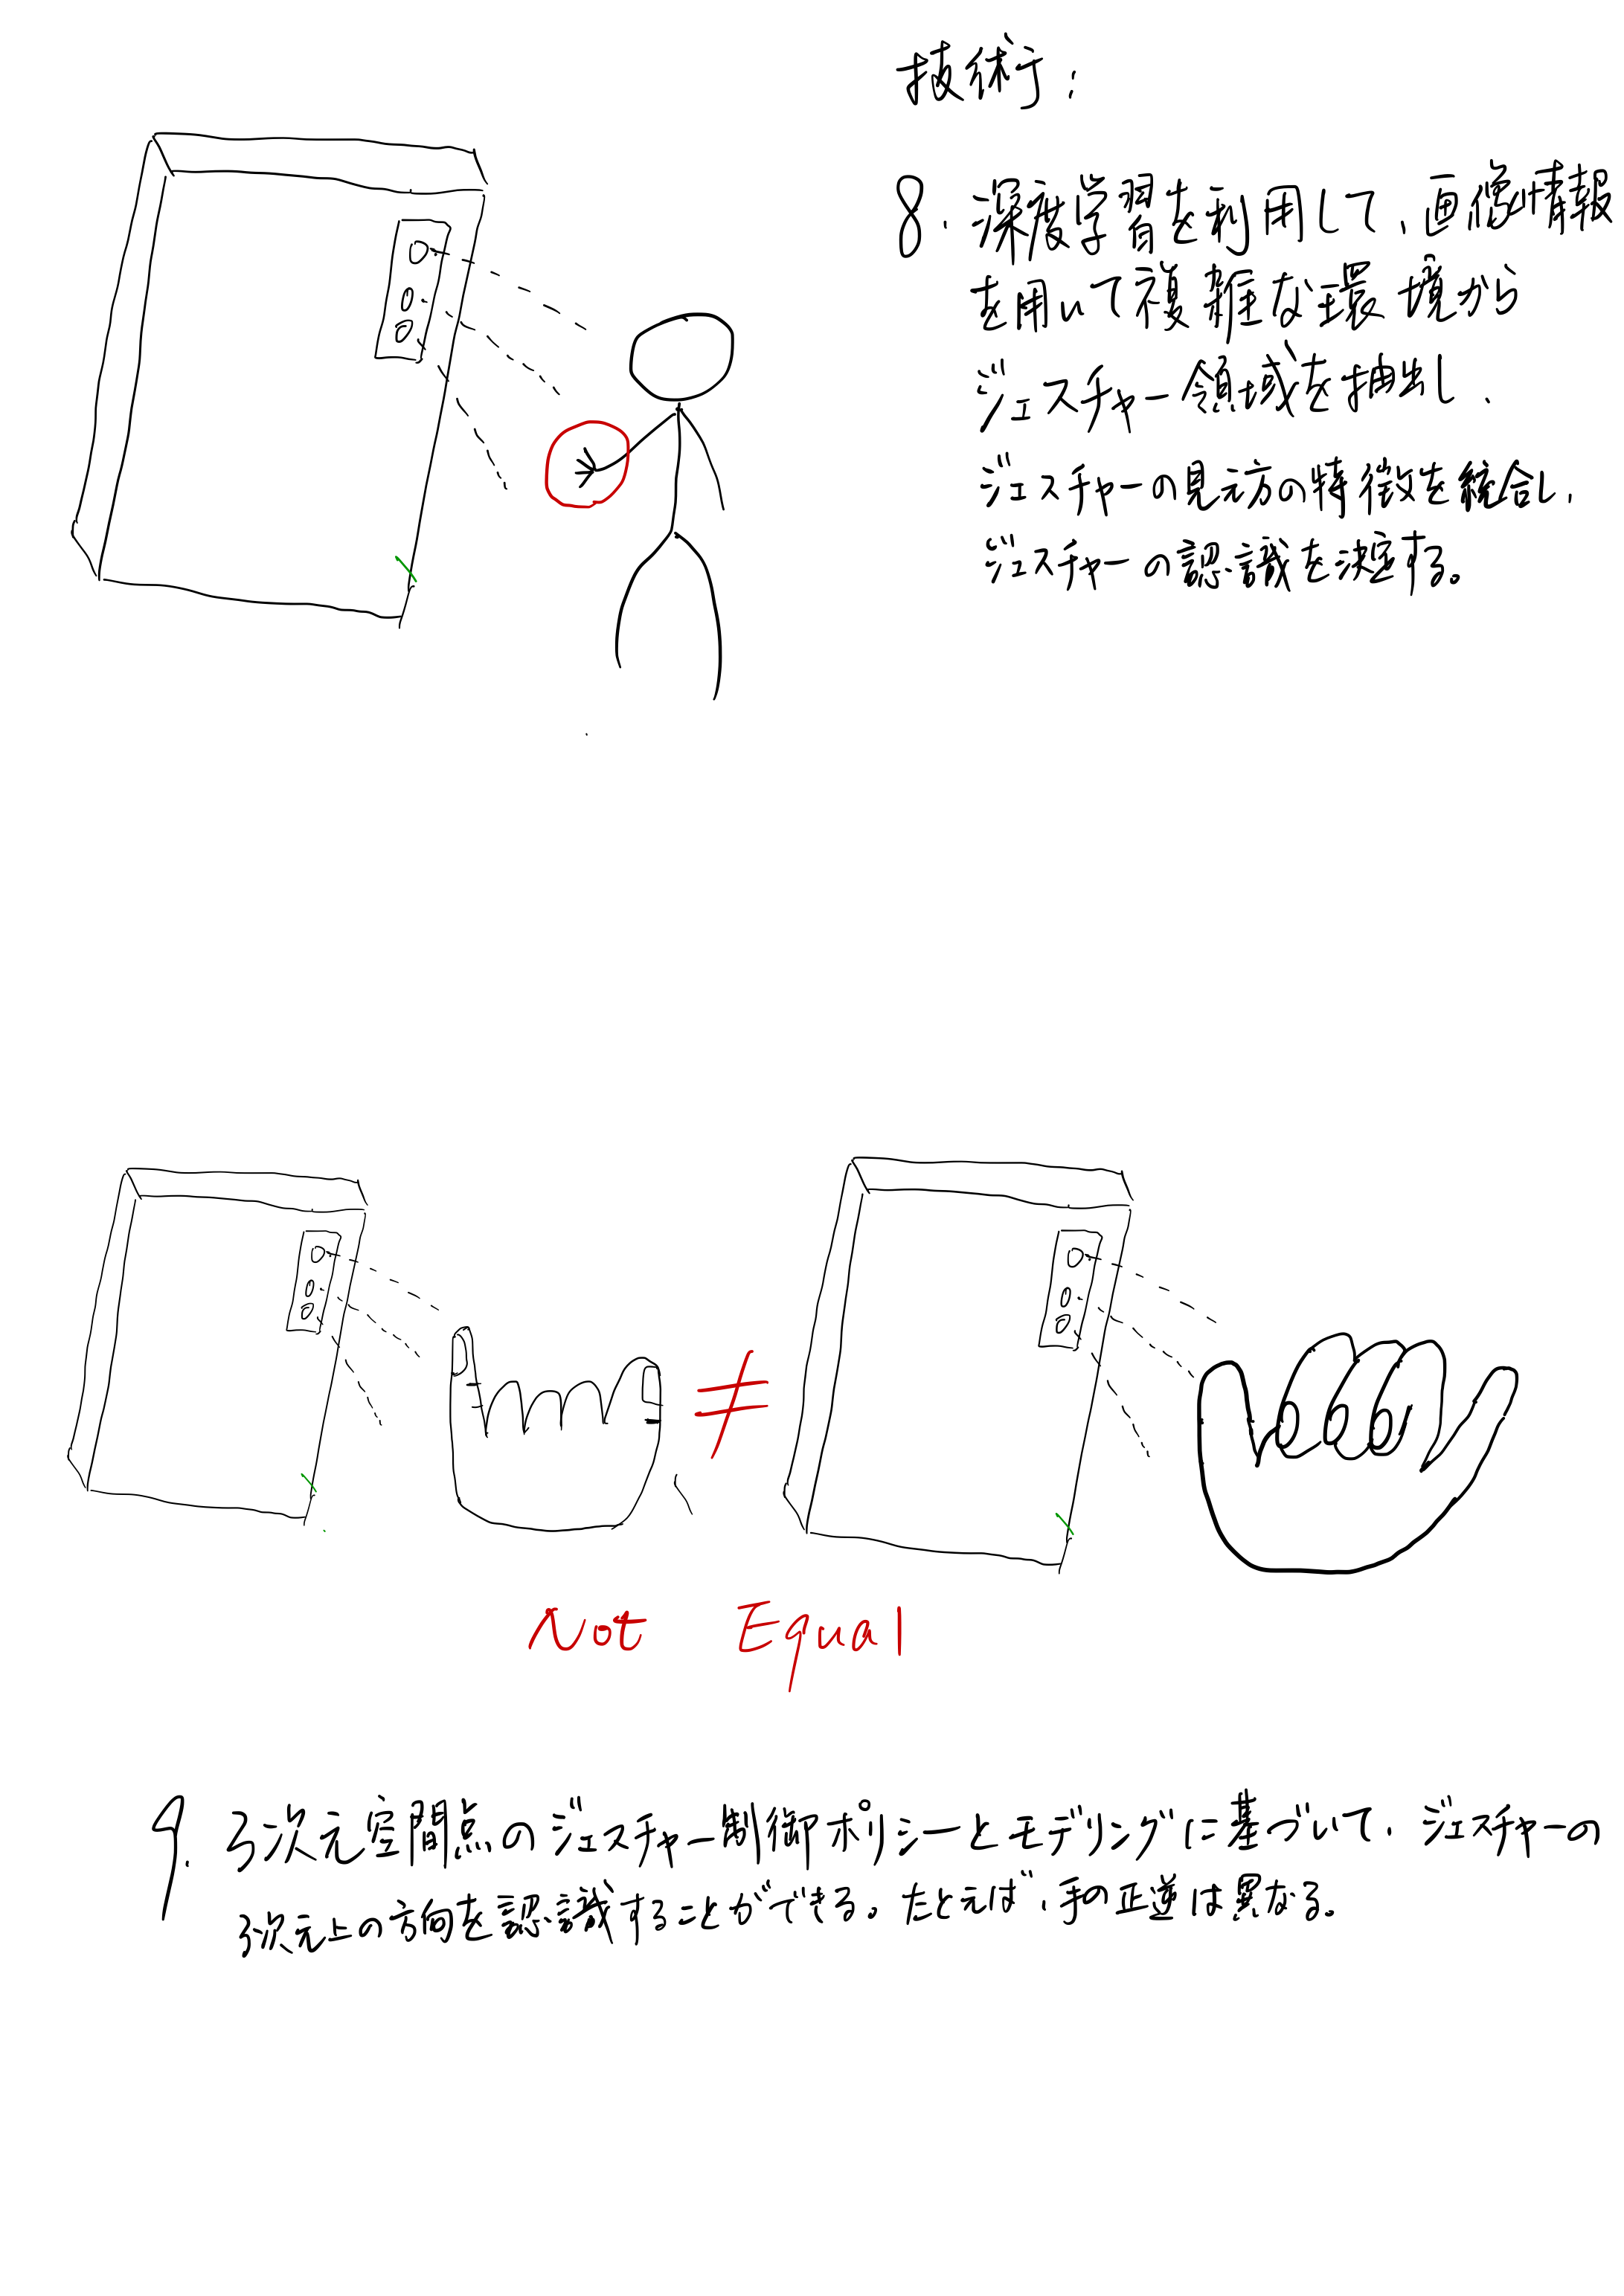 技術:
8. 深度学習を利用して、画像情報
を用いて複雑な環境から
ジェスチャー領域を抽出し、
ジェスチャーの見え方の特徴を統合し、
ジェスチャーの認識を決定する。
≠
Not Equal
9. 3次元空間点のジェスチャー制御ポリシーとモデリングに基づいて、ジェスチャーの
3次元上の方向を認識することができる。たとえば、手の正逆は異なる。